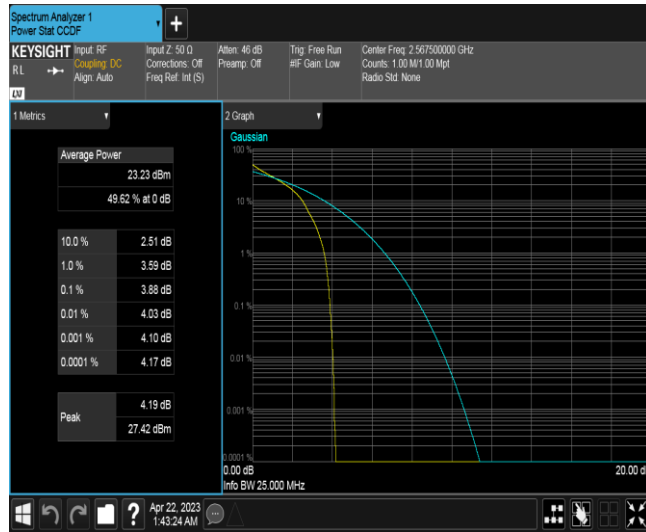 Spectrum Analyzer 1
Power Stat CCDF
+
KEYSIGHT Input: RF Input Z: 50 Ω Atten: 46 dB Trig: Free Run Center Freq: 2.567500000 GHz
RL Coupling: DC Corrections: Off Preamp: Off #IF Gain: Low Counts: 1.00 M/1.00 Mpt
Align: Auto Freq Ref: Int (S) Radio Std: None
LXI
1 Metrics
Average Power
23.23 dBm
49.62 % at 0 dB
10.0 % 2.51 dB
1.0 % 3.59 dB
0.1 % 3.88 dB
0.01 % 4.03 dB
0.001 % 4.10 dB
0.0001 % 4.17 dB
Peak 4.19 dB
27.42 dBm
2 Graph
Gaussian
100 %
10 %
1 %
0.1 %
0.01 %
0.001 %
0.0001 %
0.00 dB 20.00 d
Info BW 25.000 MHz
? Apr 22, 2023
1:43:24 AM